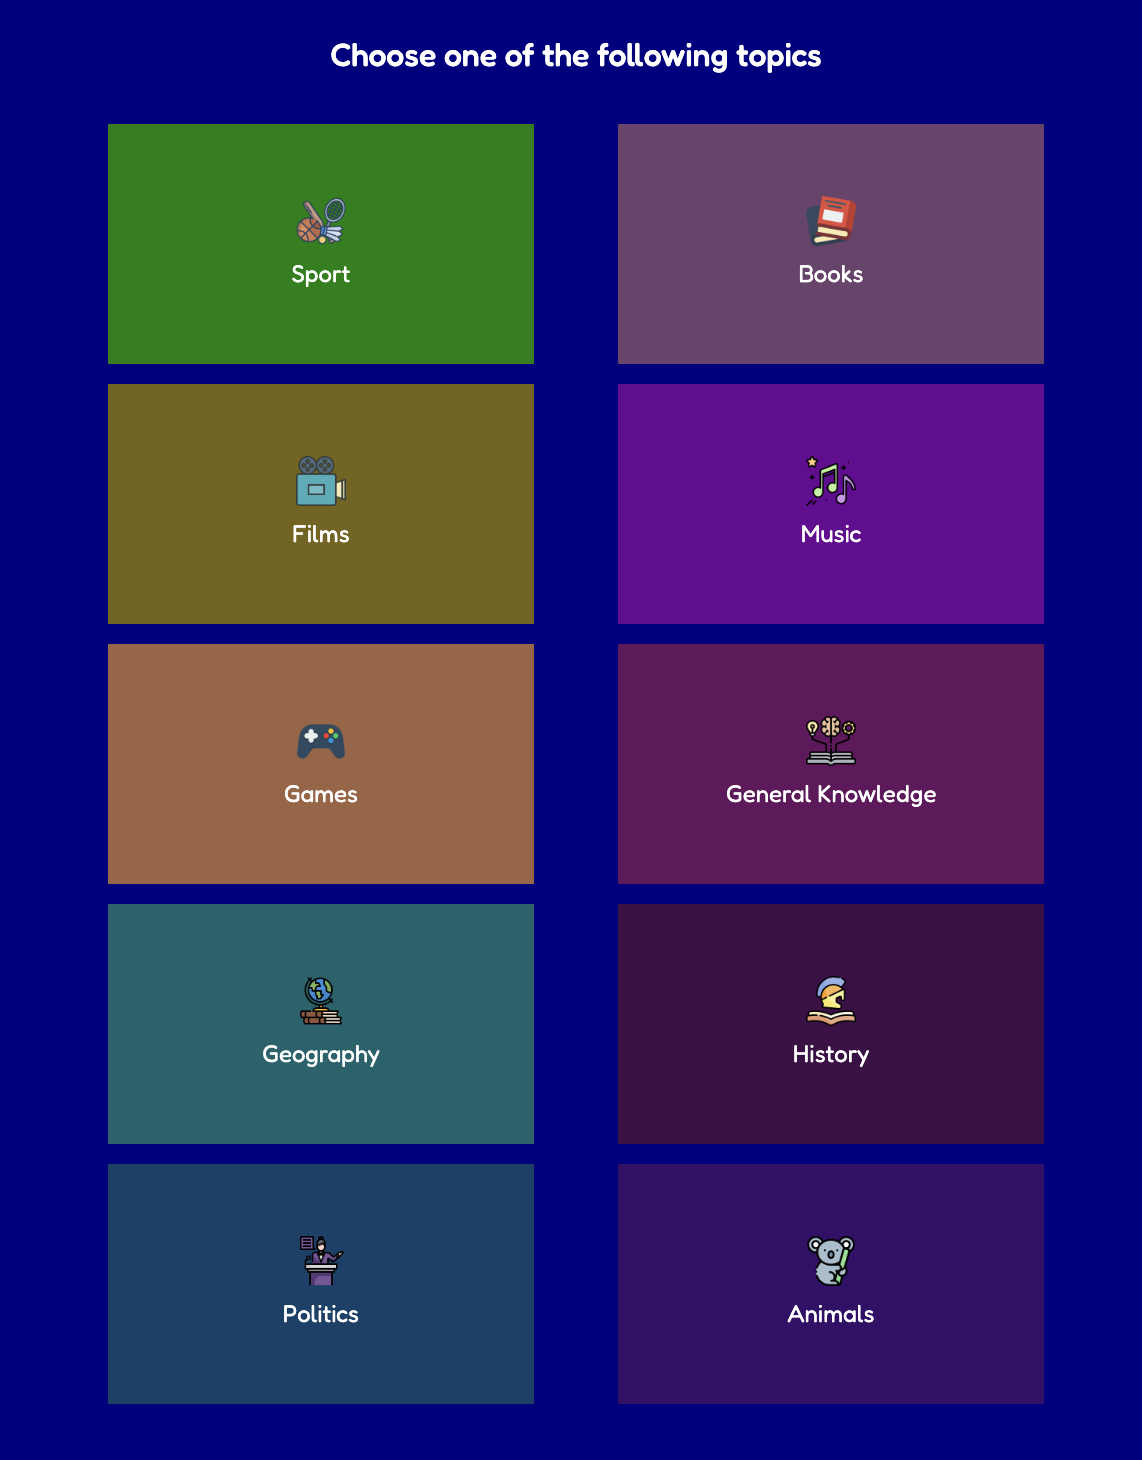 Choose one of the following topics
Sport
Books
Films
Music
Games
General Knowledge
Geography
History
Politics
Animals